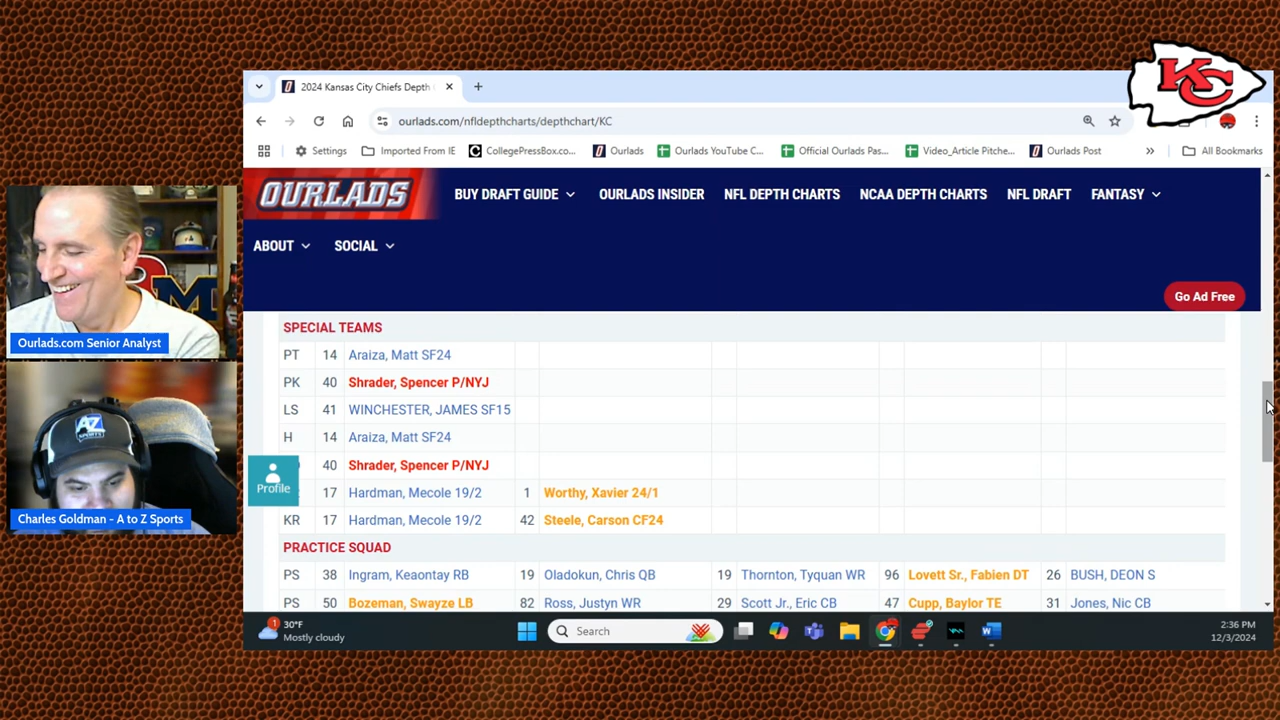 KC
2024 Kansas City Chiefs Depth
ourlads.com/nfldepthcharts/depthchart/KC
Settings Imported From IE CollegePressBox.co... Ourlads Ourlads YouTube C... Official Ourlads Pas... Video_Article Pitche... Ourlads Post All Bookmarks
OURLADS BUY DRAFT GUIDE OURLADS INSIDER NFL DEPTH CHARTS NCAA DEPTH CHARTS NFL DRAFT FANTASY
ABOUT SOCIAL
Go Ad Free
SPECIAL TEAMS
PT 14 Araiza, Matt SF24
PK 40 Shrader, Spencer P/NYJ
LS 41 WINCHESTER, JAMES SF15
H 14 Araiza, Matt SF24
40 Shrader, Spencer P/NYJ
Profile
17 Hardman, Mecole 19/2 1 Worthy, Xavier 24/1
KR 17 Hardman, Mecole 19/2 42 Steele, Carson CF24
PRACTICE SQUAD
PS 38 Ingram, Keaontay RB 19 Oladokun, Chris QB 19 Thornton, Tyquan WR 96 Lovett Sr., Fabien DT 26 BUSH, DEON S
PS 50 Bozeman, Swayze LB 82 Ross, Justyn WR 29 Scott Jr., Eric CB 47 Cupp, Baylor TE 31 Jones, Nic CB
1 30°F
Mostly cloudy
Search
2:36 PM
12/3/2024
M
Ourlads.com Senior Analyst
AZ
SPORTS
Charles Goldman - A to Z Sports